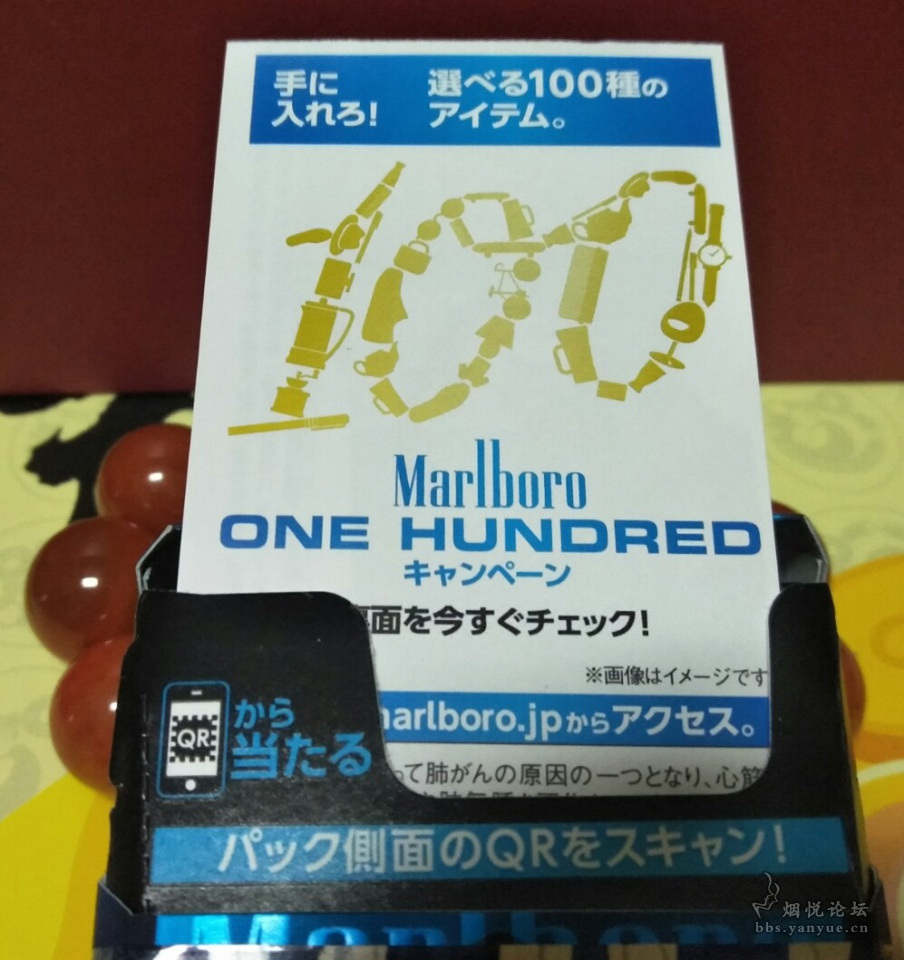 手に
入れろ!
選べる100種の
アイテム。
Marlboro
ONE HUNDRED
キャンペーン
面を今すぐチェック!
※画像はイメージです
arlboro.jpからアクセス。
って肺がんの原因の一つとなり、心筋
QR
から
当たる
パック側面のQRをスキャン!
Marlboro
烟悦论坛
bbs.yanyue.cn